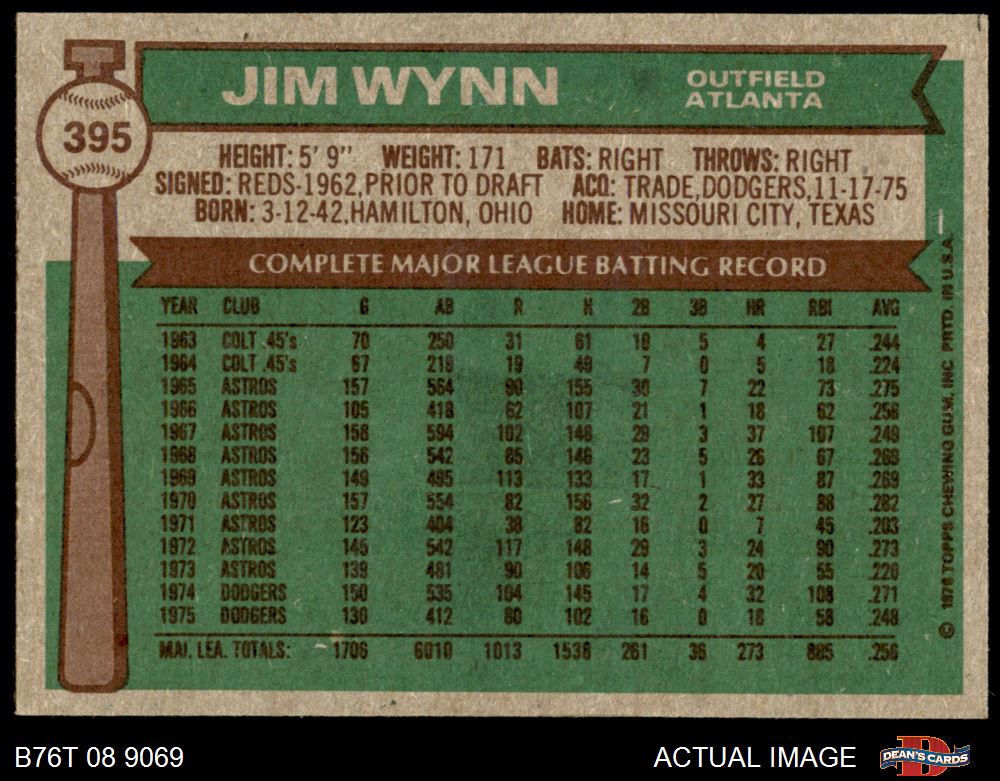 JIM WYNN
OUTFIELD
ATLANTA
395
HEIGHT: 5' 9" WEIGHT: 171 BATS: RIGHT THROWS: RIGHT
SIGNED: REDS-1962, PRIOR TO DRAFT ACQ: TRADE, DODGERS, 11-17-75
BORN: 3-12-42, HAMILTON, OHIO HOME: MISSOURI CITY, TEXAS
COMPLETE MAJOR LEAGUE BATTING RECORD
YEAR CLUB G AB R H 2B 3B HR RBI AVG
1963 COLT .45's 70 250 31 61 10 5 4 27 .244
1964 COLT .45's 67 219 19 49 7 0 5 18 .224
1965 ASTROS 157 564 90 155 30 7 22 73 .275
1966 ASTROS 105 418 62 107 21 1 18 62 .256
1967 ASTROS 158 594 102 148 29 3 37 107 .249
1968 ASTROS 156 542 85 146 23 5 26 67 .269
1969 ASTROS 149 495 113 133 17 1 33 87 .269
1970 ASTROS 157 554 82 156 32 2 27 88 .282
1971 ASTROS 123 404 38 82 16 0 7 45 .203
1972 ASTROS 145 542 117 148 29 3 24 90 .273
1973 ASTROS 139 481 90 106 14 5 20 55 .220
1974 DODGERS 150 535 104 145 17 4 32 108 .271
1975 DODGERS 130 412 80 102 16 0 18 58 .248
MAJ. LEA. TOTALS: 1706 6010 1013 1538 261 36 273 885 .256
© 1976 TOPPS CHEWING GUM, INC. PRTD. IN U.S.A.
B76T 08 9069
ACTUAL IMAGE
DEAN'S CARDS